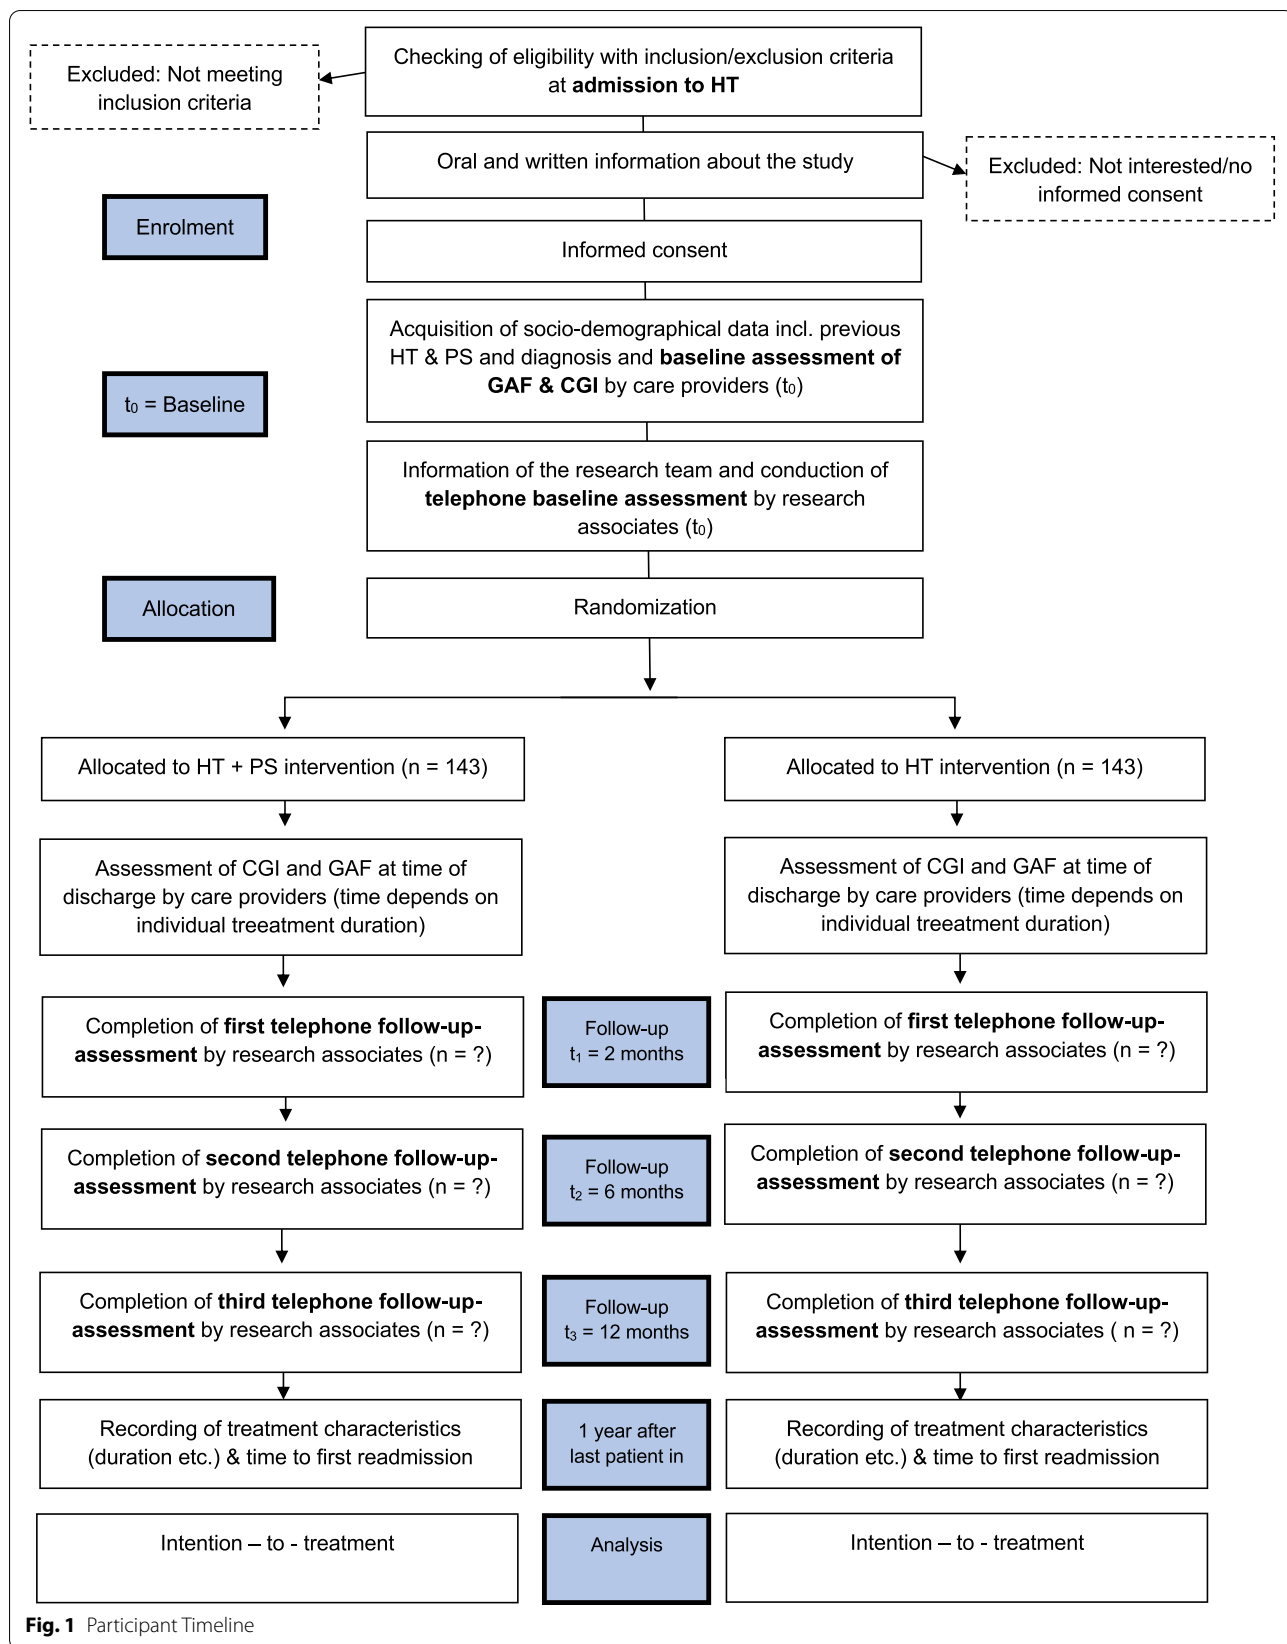 Checking of eligibility with inclusion/exclusion criteria
at admission to HT
Excluded: Not meeting
inclusion criteria
Oral and written information about the study
Excluded: Not interested/no
informed consent
Enrolment
Informed consent
Acquisition of socio-demographical data incl. previous
HT & PS and diagnosis and baseline assessment of
GAF & CGI by care providers (t₀)
t₀ = Baseline
Information of the research team and conduction of
telephone baseline assessment by research
associates (t₀)
Allocation
Randomization
Allocated to HT + PS intervention (n = 143)
Allocated to HT intervention (n = 143)
Assessment of CGI and GAF at time of
discharge by care providers (time depends on
individual treeatment duration)
Assessment of CGI and GAF at time of
discharge by care providers (time depends on
individual treeatment duration)
Completion of first telephone follow-up-
assessment by research associates (n = ?)
Follow-up
t₁ = 2 months
Completion of first telephone follow-up-
assessment by research associates (n = ?)
Completion of second telephone follow-up-
assessment by research associates (n = ?)
Follow-up
t₂ = 6 months
Completion of second telephone follow-up-
assessment by research associates (n = ?)
Completion of third telephone follow-up-
assessment by research associates (n = ?)
Follow-up
t₃ = 12 months
Completion of third telephone follow-up-
assessment by research associates ( n = ?)
Recording of treatment characteristics
(duration etc.) & time to first readmission
1 year after
last patient in
Recording of treatment characteristics
(duration etc.) & time to first readmission
Intention – to - treatment
Analysis
Intention – to - treatment
Fig. 1 Participant Timeline